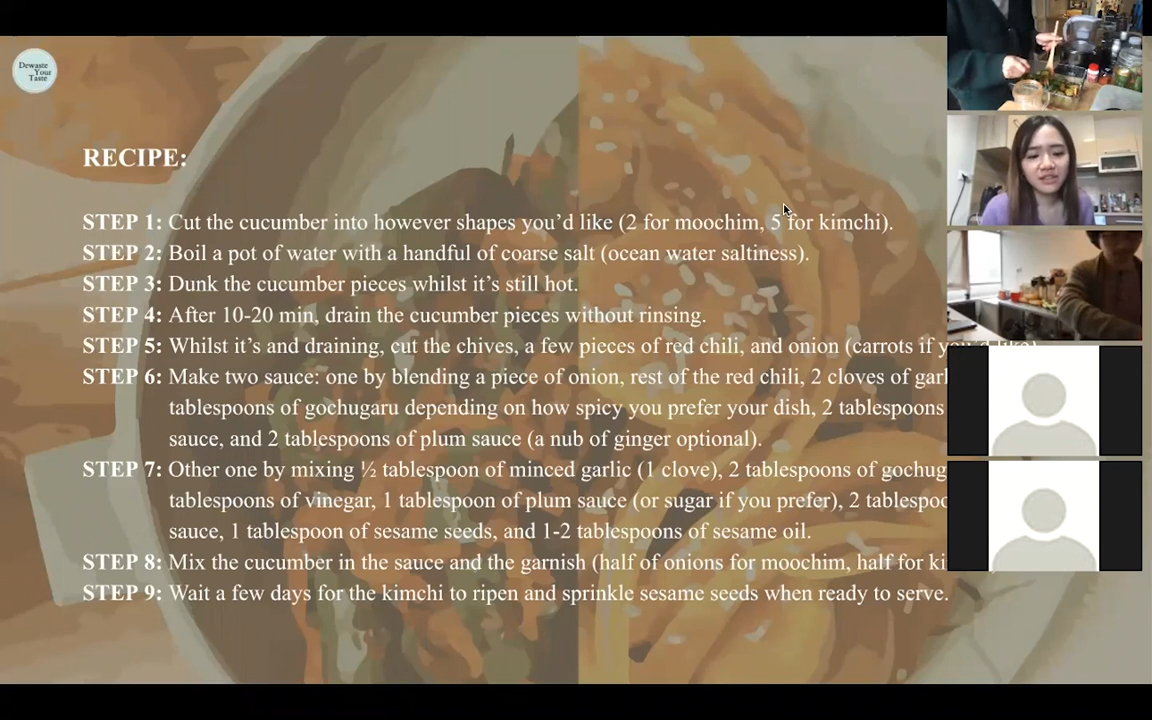 Dewaste
Your
Taste
RECIPE:
STEP 1: Cut the cucumber into however shapes you’d like (2 for moochim, 5 for kimchi).
STEP 2: Boil a pot of water with a handful of coarse salt (ocean water saltiness).
STEP 3: Dunk the cucumber pieces whilst it’s still hot.
STEP 4: After 10-20 min, drain the cucumber pieces without rinsing.
STEP 5: Whilst it’s and draining, cut the chives, a few pieces of red chili, and onion (carrots if you’d like)
STEP 6: Make two sauce: one by blending a piece of onion, rest of the red chili, 2 cloves of
tablespoons of gochugaru depending on how spicy you prefer your dish, 2 tablespoons
sauce, and 2 tablespoons of plum sauce (a nub of ginger optional).
STEP 7: Other one by mixing ½ tablespoon of minced garlic (1 clove), 2 tablespoons of
tablespoons of vinegar, 1 tablespoon of plum sauce (or sugar if you prefer), 2
sauce, 1 tablespoon of sesame seeds, and 1-2 tablespoons of sesame oil.
STEP 8: Mix the cucumber in the sauce and the garnish (half of onions for moochim, half for
STEP 9: Wait a few days for the kimchi to ripen and sprinkle sesame seeds when ready to serve.